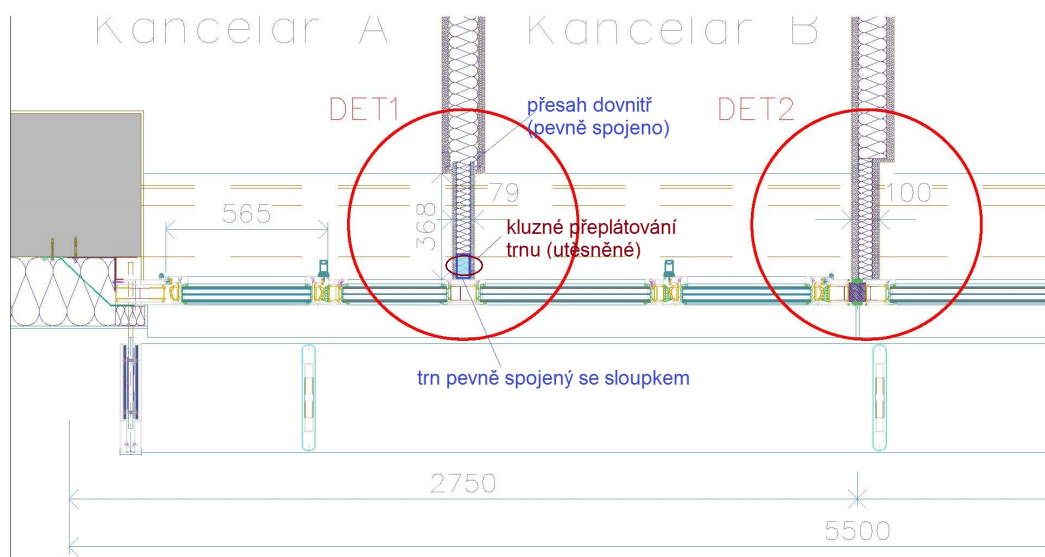 Kancelar A
Kancelar B
DET1
přesah dovnitř
(pevně spojeno)
DET2
79
100
565
368
kluzné přeplátování
trnu (utěsněné)
trn pevně spojený se sloupkem
2750
5500